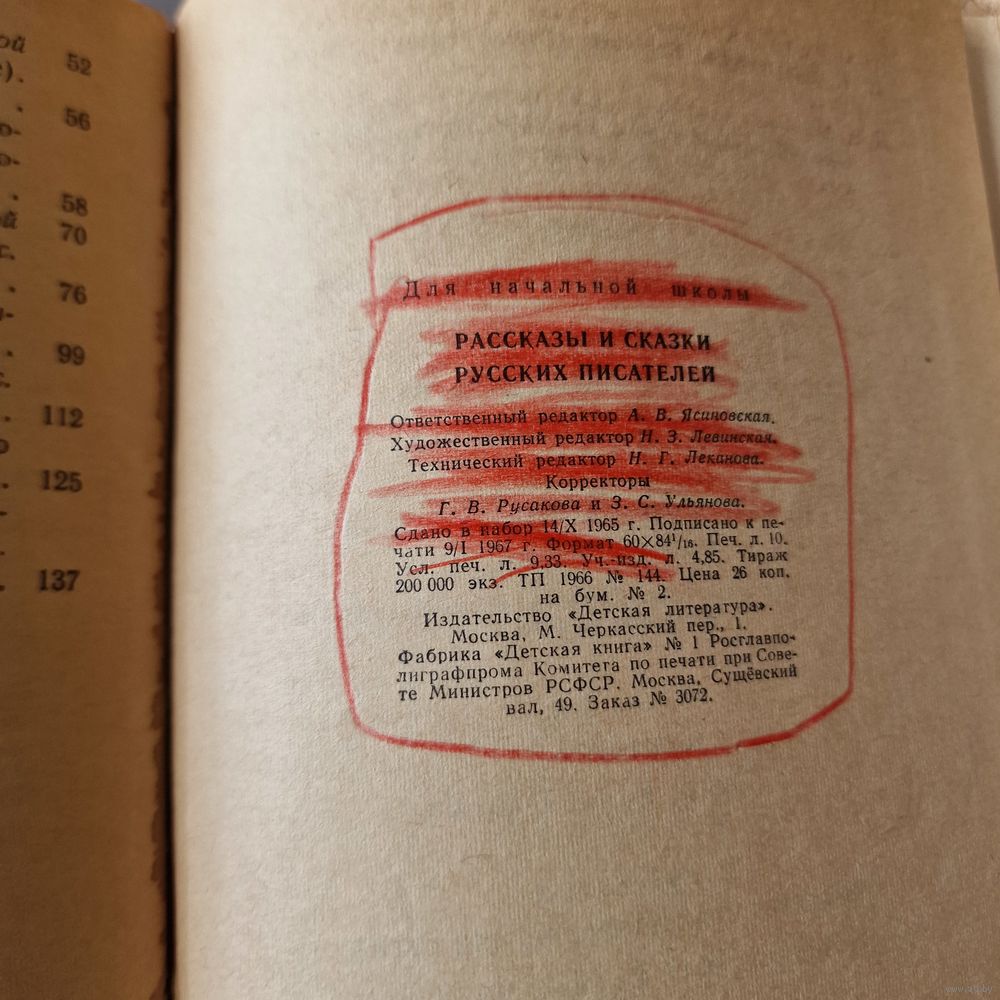 ой
52
).
56
о-
о-
58
ой
70
г.
76
99
с.
112
о
125
137
Для начальной школы
РАССКАЗЫ И СКАЗКИ
РУССКИХ ПИСАТЕЛЕЙ
Ответственный редактор А. В. Ясиновская.
Художественный редактор Н. З. Левинская.
Технический редактор Н. Г. Леканова.
Корректоры
Г. В. Русакова и З. С. Ульянова.
Сдано в набор 14/X 1965 г. Подписано к пе-
чати 9/I 1967 г. Формат 60×84¹/₁₆. Печ. л. 10.
Усл. печ. л. 9,33. Уч.-изд. л. 4,85. Тираж
200 000 экз. ТП 1966 № 144. Цена 26 коп.
на бум. № 2.
Издательство «Детская литература».
Москва, М. Черкасский пер., 1.
Фабрика «Детская книга» № 1 Росглавпо-
лиграфпрома Комитета по печати при Сове-
те Министров РСФСР. Москва, Сущёвский
вал, 49. Заказ № 3072.